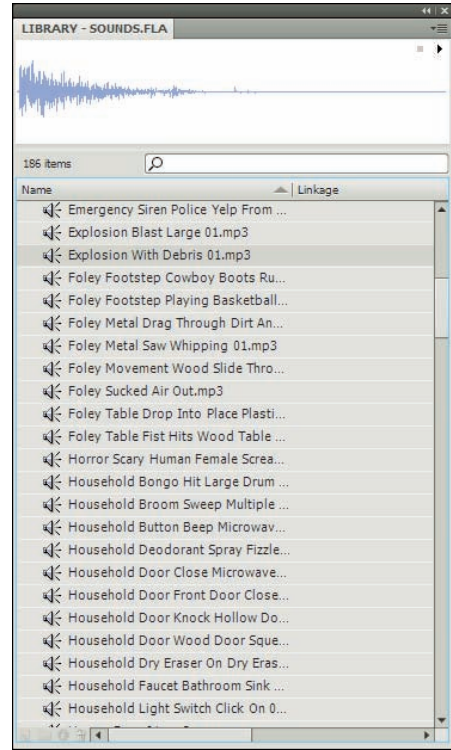 LIBRARY - SOUNDS.FLA
186 items
Name Linkage
Emergency Siren Police Yelp From ...
Explosion Blast Large 01.mp3
Explosion With Debris 01.mp3
Foley Footstep Cowboy Boots Ru...
Foley Footstep Playing Basketball...
Foley Metal Drag Through Dirt An...
Foley Metal Saw Whipping 01.mp3
Foley Movement Wood Slide Thro...
Foley Sucked Air Out.mp3
Foley Table Drop Into Place Plasti...
Foley Table Fist Hits Wood Table ...
Horror Scary Human Female Screa...
Household Bongo Hit Large Drum ...
Household Broom Sweep Multiple ...
Household Button Beep Microwav...
Household Deodorant Spray Fizzle...
Household Door Close Microwave...
Household Door Front Door Close...
Household Door Knock Hollow Do...
Household Door Wood Door Sque...
Household Dry Eraser On Dry Eras...
Household Faucet Bathroom Sink ...
Household Light Switch Click On 0...